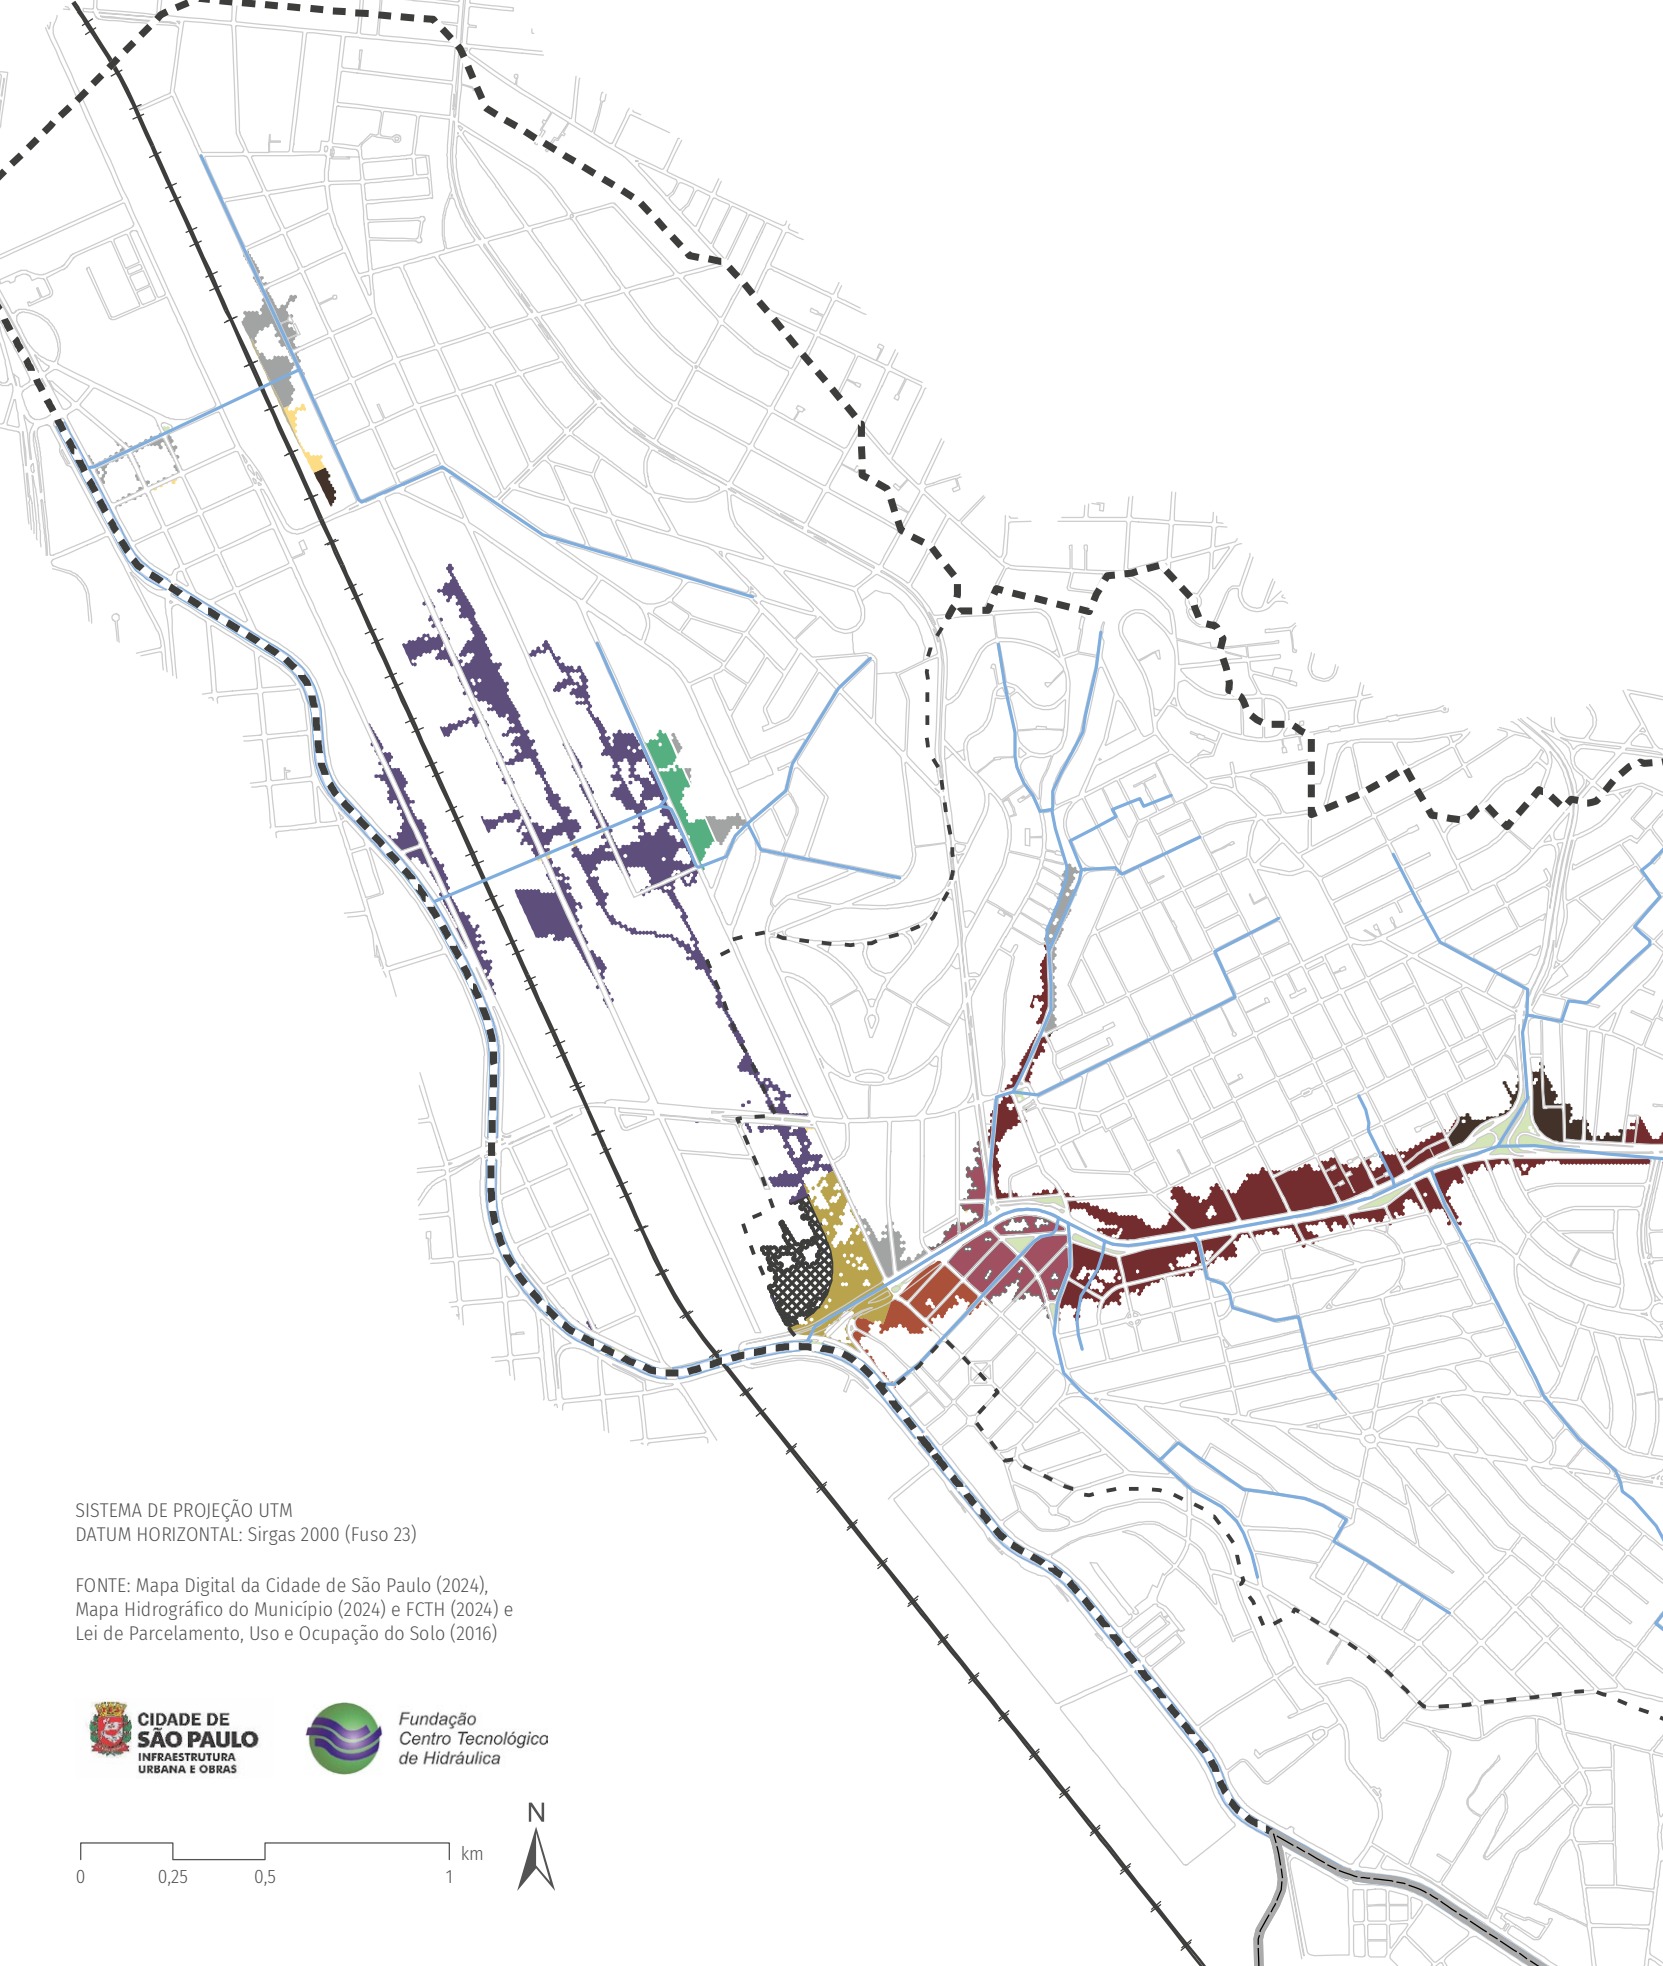 SISTEMA DE PROJEÇÃO UTM
DATUM HORIZONTAL: Sirgas 2000 (Fuso 23)
FONTE: Mapa Digital da Cidade de São Paulo (2024),
Mapa Hidrográfico do Município (2024) e FCTH (2024) e
Lei de Parcelamento, Uso e Ocupação do Solo (2016)
CIDADE DE
SÃO PAULO
INFRAESTRUTURA
URBANA E OBRAS
Fundação
Centro Tecnológico
de Hidráulica
N
km
0 0,25 0,5 1